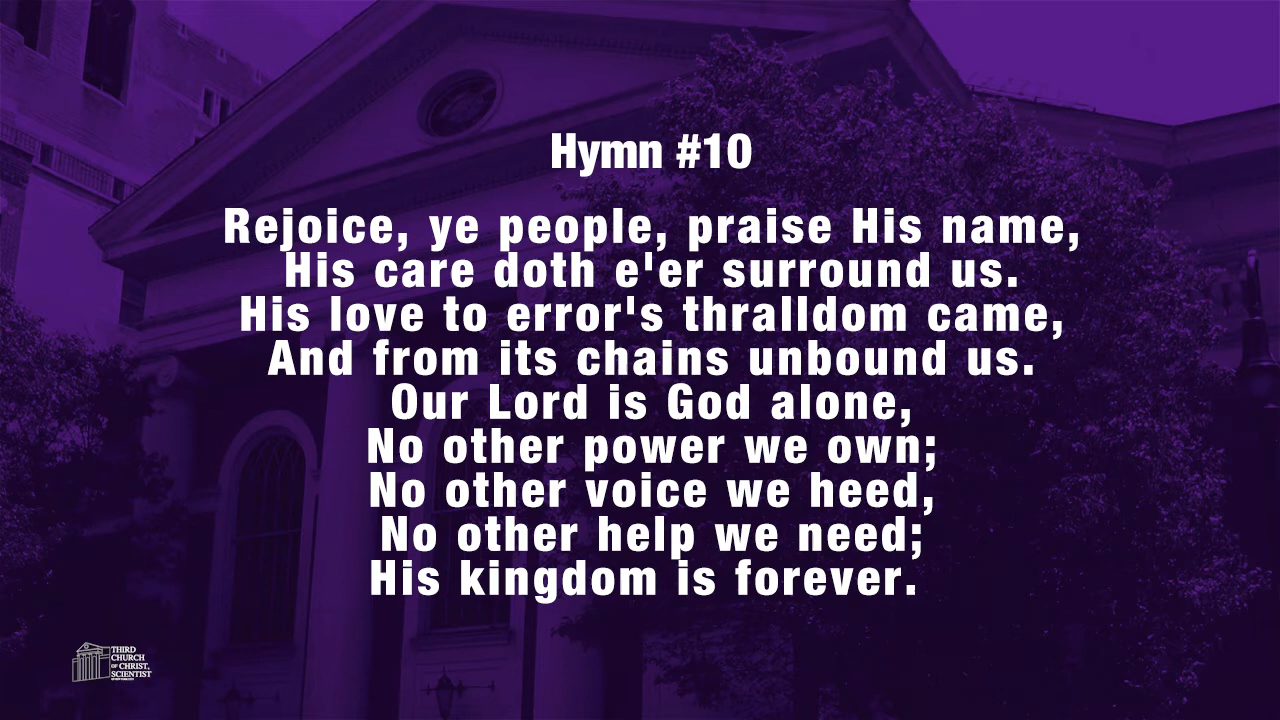 Hymn #10
Rejoice, ye people, praise His name,
His care doth e'er surround us.
His love to error's thralldom came,
And from its chains unbound us.
Our Lord is God alone,
No other power we own;
No other voice we heed,
No other help we need;
His kingdom is forever.
THIRD
CHURCH
OF CHRIST,
SCIENTIST